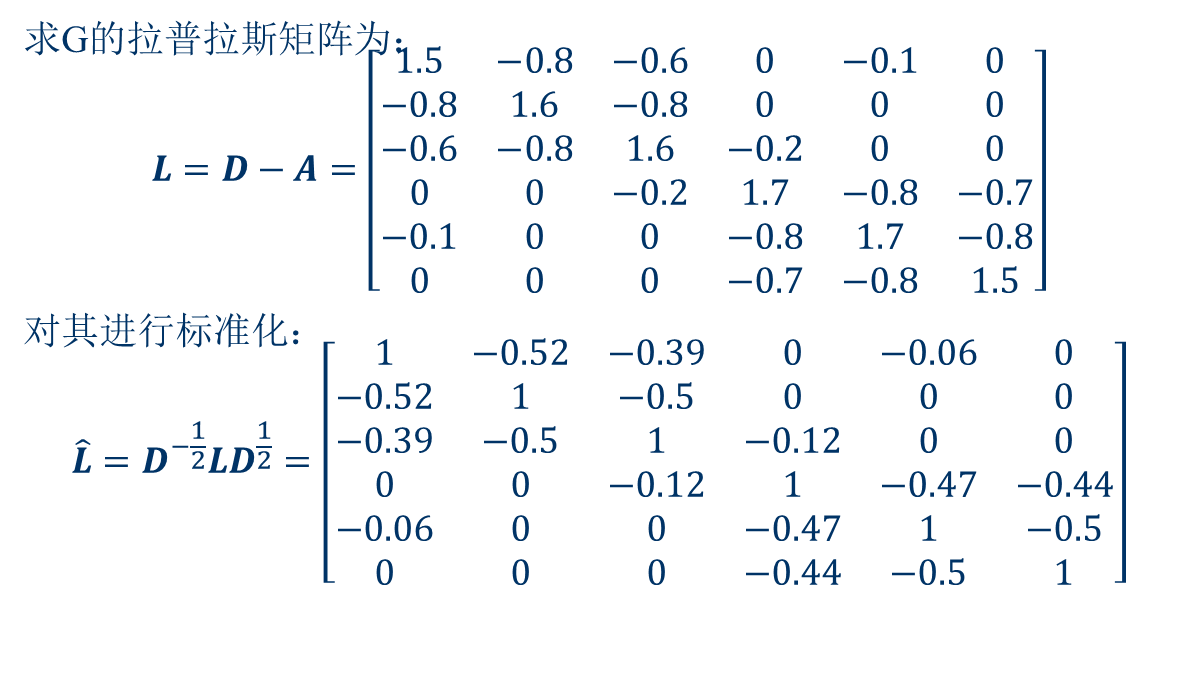 求G的拉普拉斯矩阵为：
1.5 −0.8 −0.6 0 −0.1 0
−0.8 1.6 −0.8 0 0 0
−0.6 −0.8 1.6 −0.2 0 0
L = D − A =
0 0 −0.2 1.7 −0.8 −0.7
−0.1 0 0 −0.8 1.7 −0.8
0 0 0 −0.7 −0.8 1.5
对其进行标准化：
1 −0.52 −0.39 0 −0.06 0
−0.52 1 −0.5 0 0 0
−0.39 −0.5 1 −0.12 0 0
L̂ = D^{−1/2}LD^{1/2} =
0 0 −0.12 1 −0.47 −0.44
−0.06 0 0 −0.47 1 −0.5
0 0 0 −0.44 −0.5 1